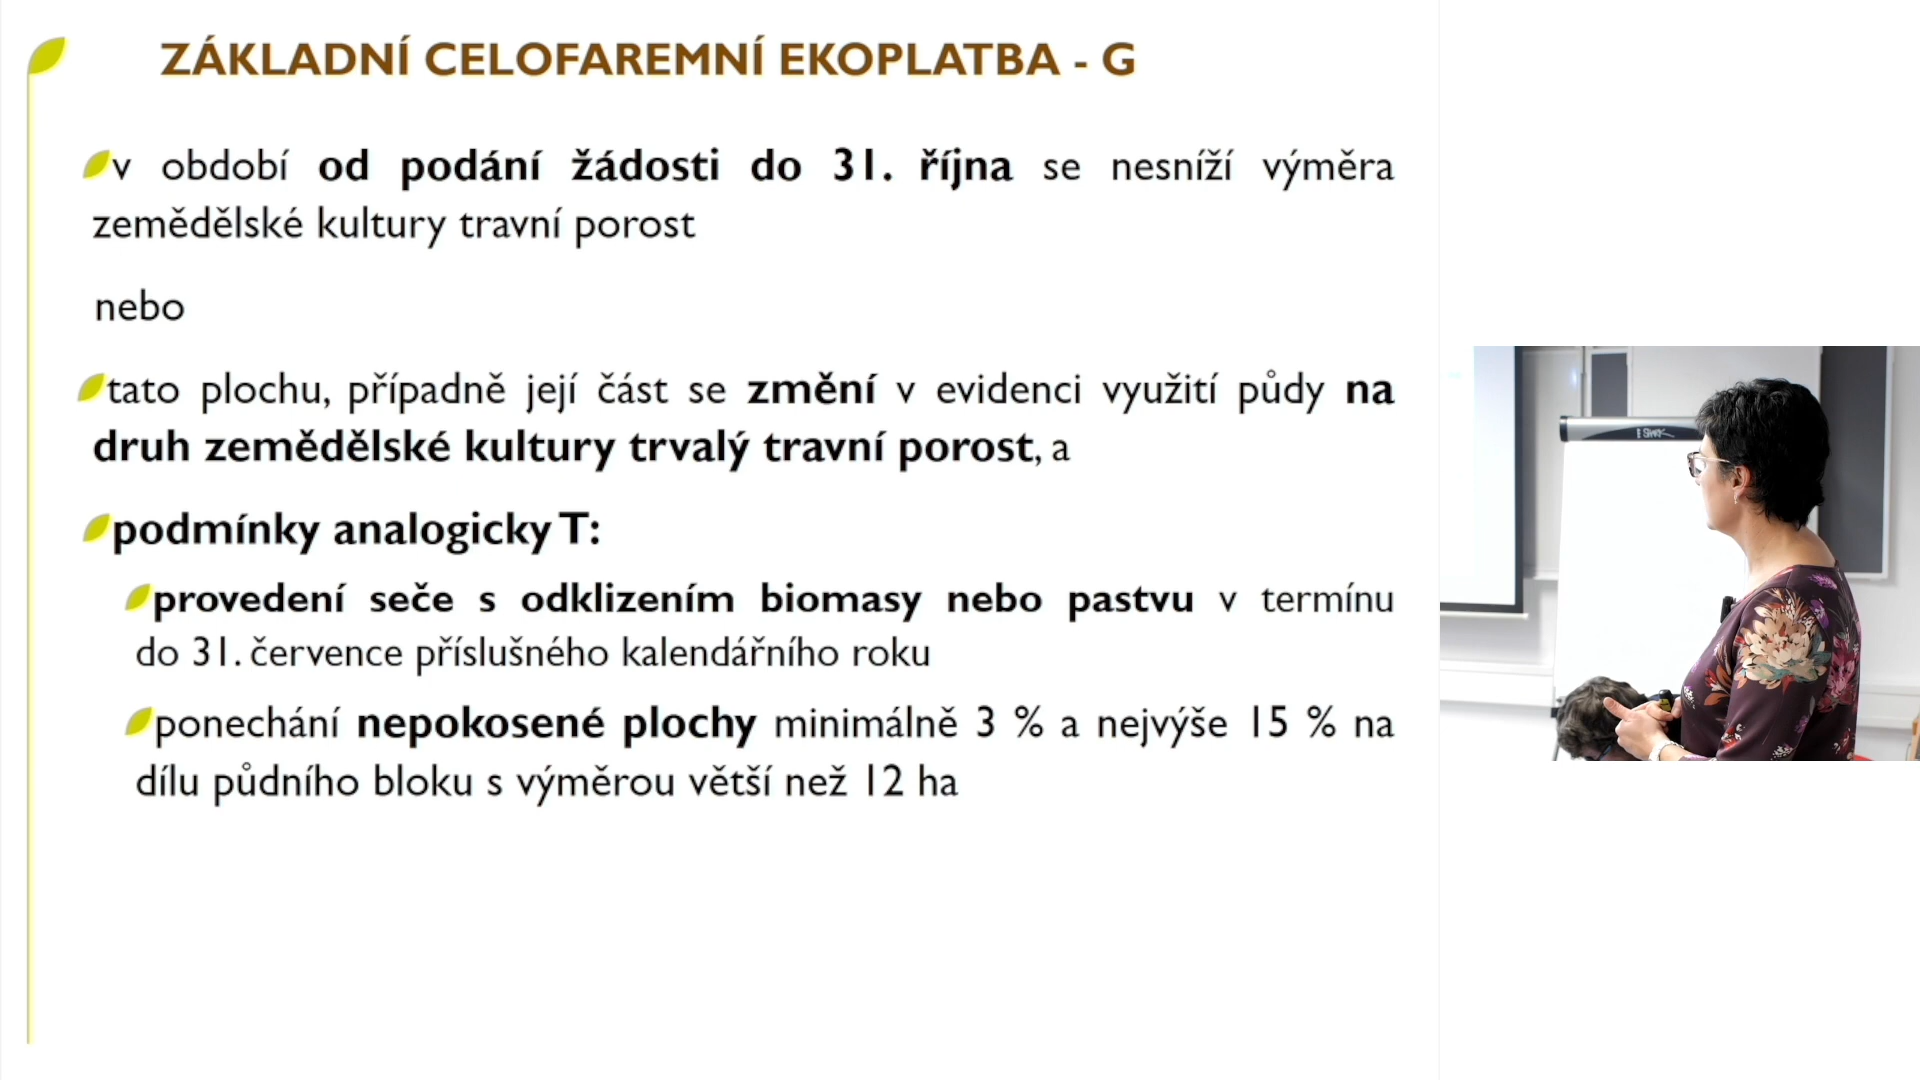 ZÁKLADNÍ CELOFAREMNÍ EKOPLATBA - G
v období od podání žádosti do 31. října se nesníží výměra
zemědělské kultury travní porost
nebo
tato plochu, případně její část se změní v evidenci využití půdy na
druh zemědělské kultury trvalý travní porost, a
podmínky analogicky T:
provedení seče s odklizením biomasy nebo pastvu v termínu
do 31. července příslušného kalendářního roku
ponechání nepokosené plochy minimálně 3 % a nejvýše 15 % na
dílu půdního bloku s výměrou větší než 12 ha